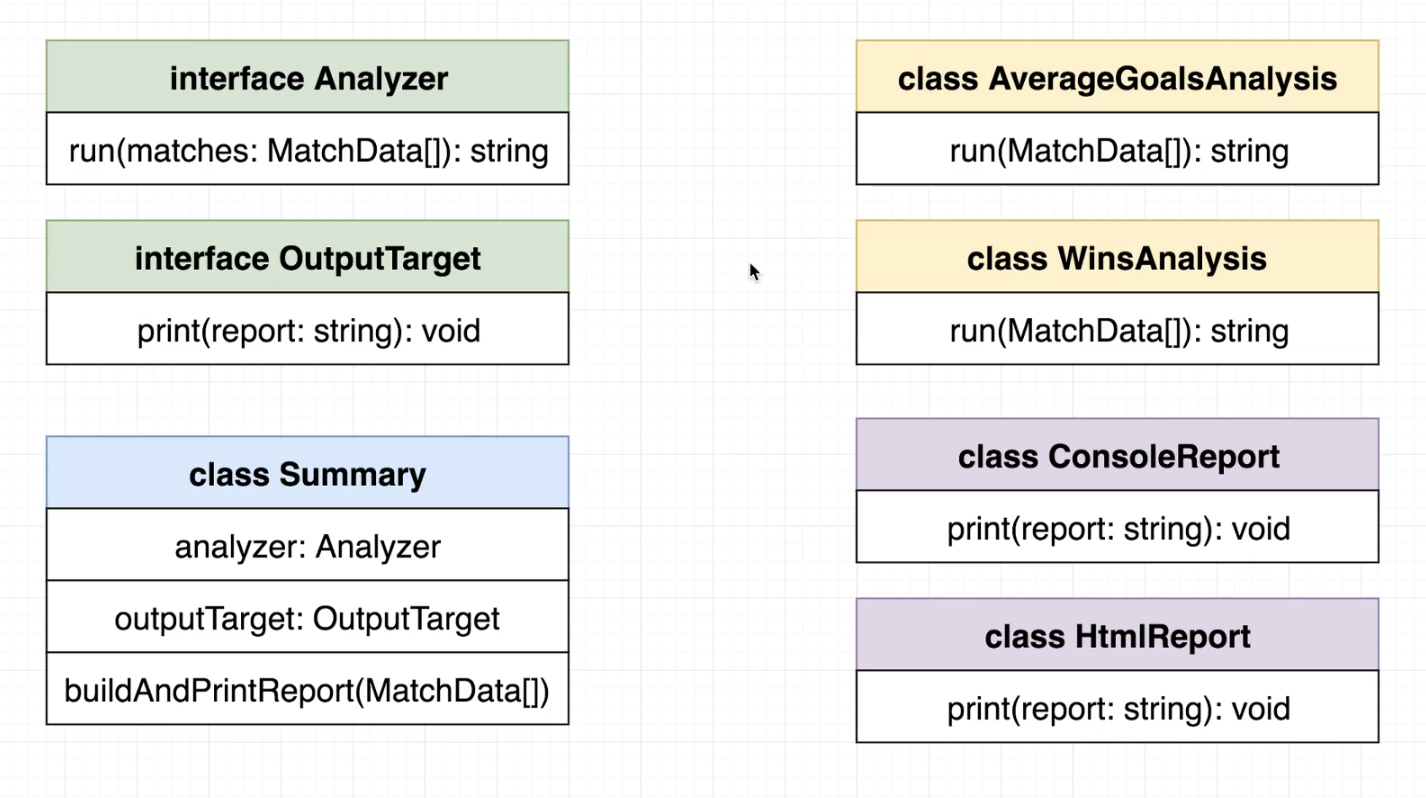 interface Analyzer
run(matches: MatchData[]): string
interface OutputTarget
print(report: string): void
class Summary
analyzer: Analyzer
outputTarget: OutputTarget
buildAndPrintReport(MatchData[])
class AverageGoalsAnalysis
run(MatchData[]): string
class WinsAnalysis
run(MatchData[]): string
class ConsoleReport
print(report: string): void
class HtmlReport
print(report: string): void